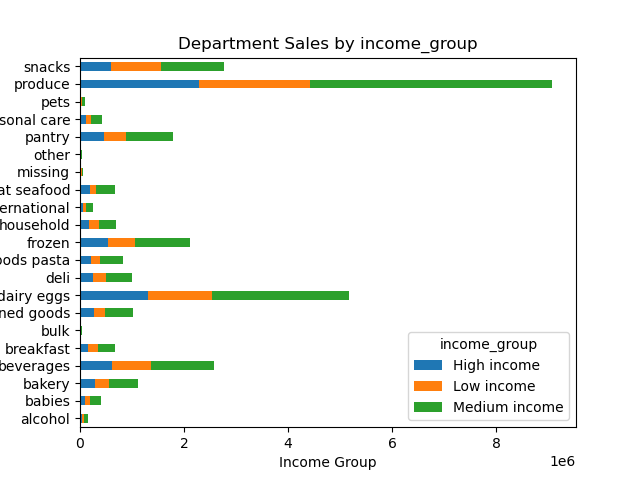 Department Sales by income_group
snacks
produce
pets
sonal care
pantry
other
missing
at seafood
ernational
household
frozen
oods pasta
deli
dairy eggs
ned goods
bulk
breakfast
beverages
bakery
babies
alcohol
income_group
High income
Low income
Medium income
0 2 4 6 8
1e6
Income Group